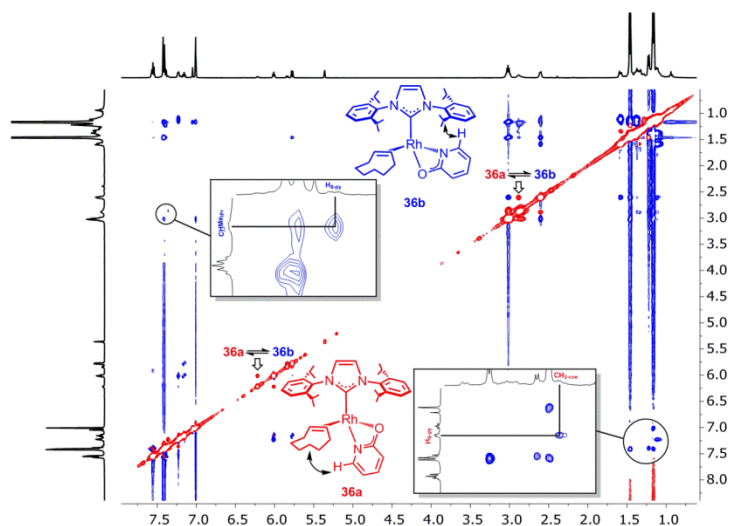 1.0
1.5
2.0
2.5
3.0
3.5
4.0
4.5
5.0
5.5
6.0
6.5
7.0
7.5
8.0
N N
H
Rh N
O
36b
36a ⇌ 36b
H6-py
36a ⇌ 36b
N N
Rh O
N
H
36a
CH2-coe
H6-py
7.5 7.0 6.5 6.0 5.5 5.0 4.5 4.0 3.5 3.0 2.5 2.0 1.5 1.0